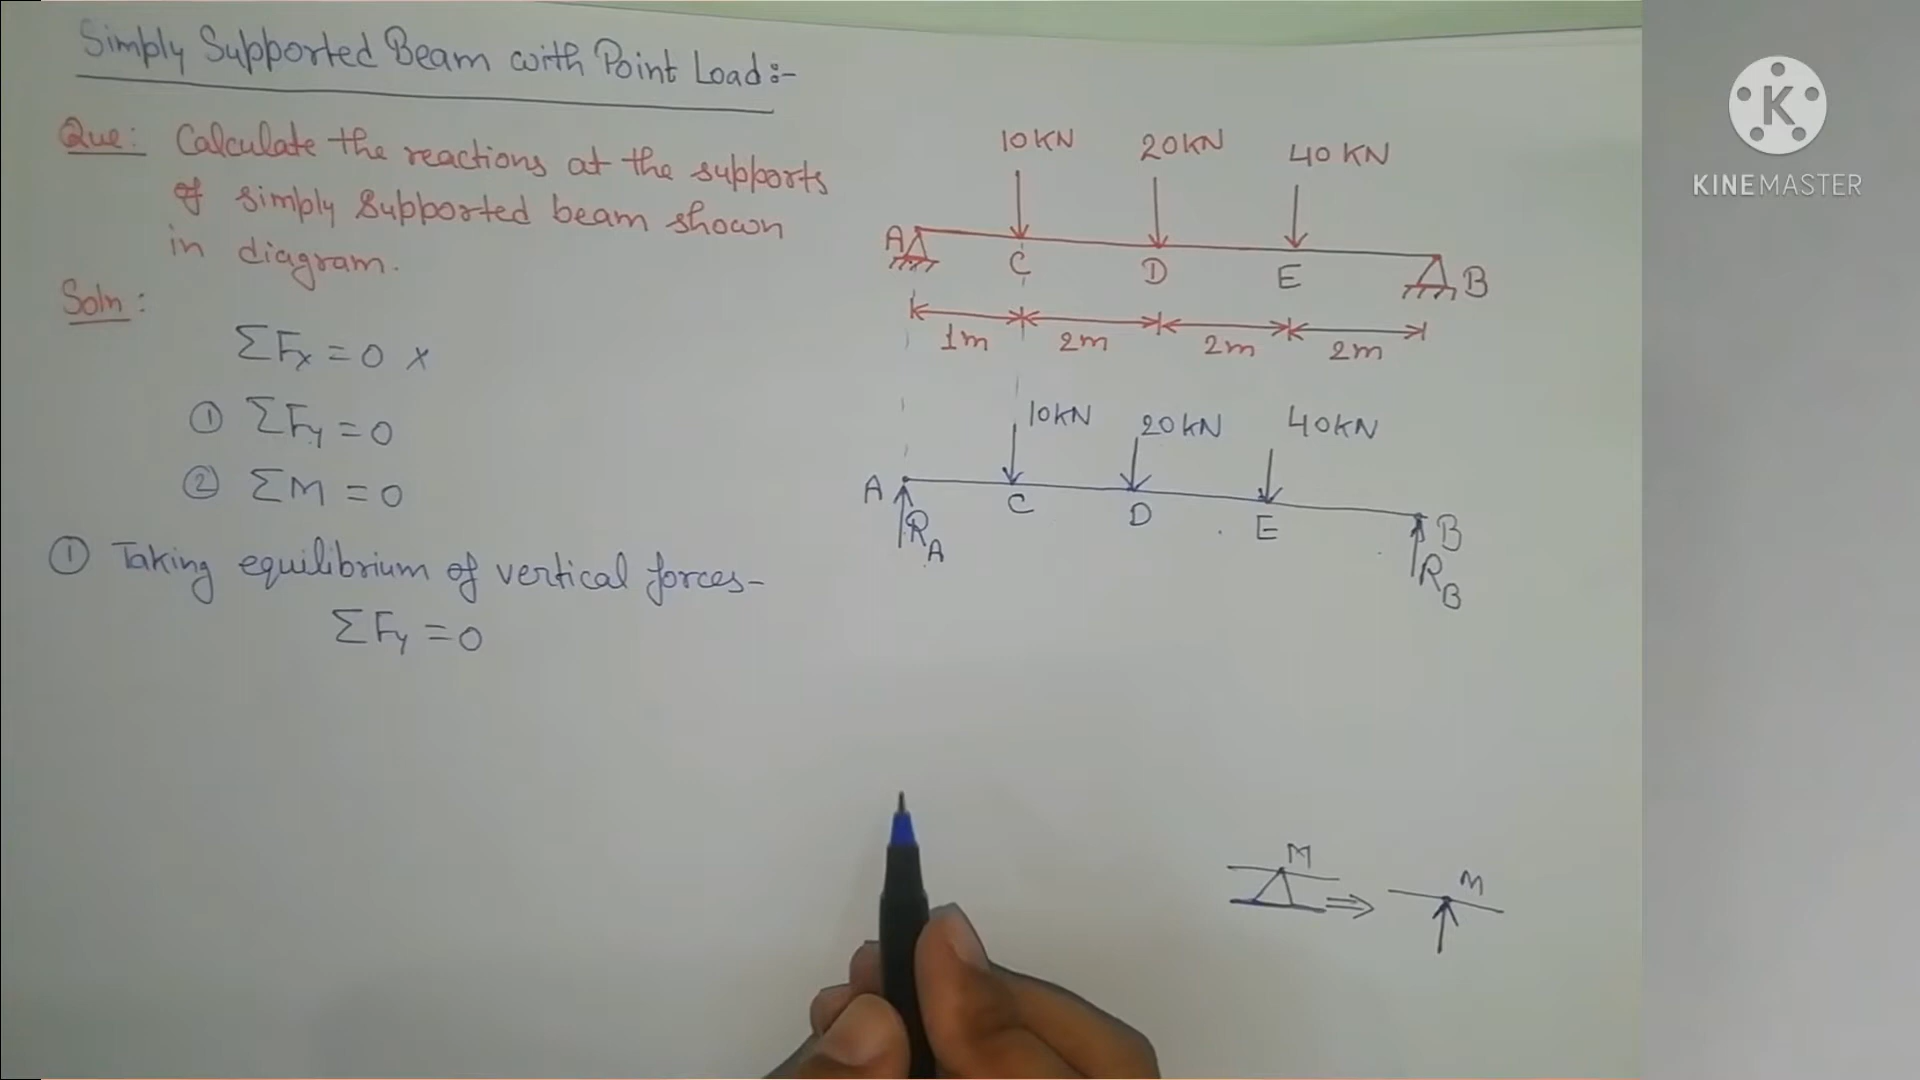 Simply Supported Beam with Point Load:-
Que: Calculate the reactions at the supports
of simply supported beam shown
in diagram.
Soln:
ΣFx = 0 ×
① ΣFy = 0
② ΣM = 0
① Taking equilibrium of vertical forces-
ΣFy = 0
10KN 20KN 40KN
A C D E B
1m 2m 2m 2m
10KN 20KN 40KN
A C D E B
RA RB
M M
K
KINEMASTER